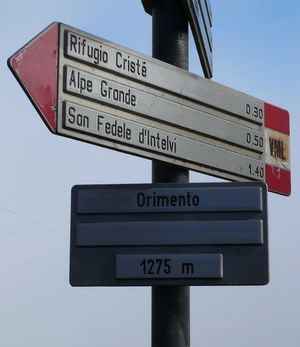 Rifugio Cristé 0.30
Alpe Grande 0.50
San Fedele d'Intelvi 1.40
Orimento
1275 m